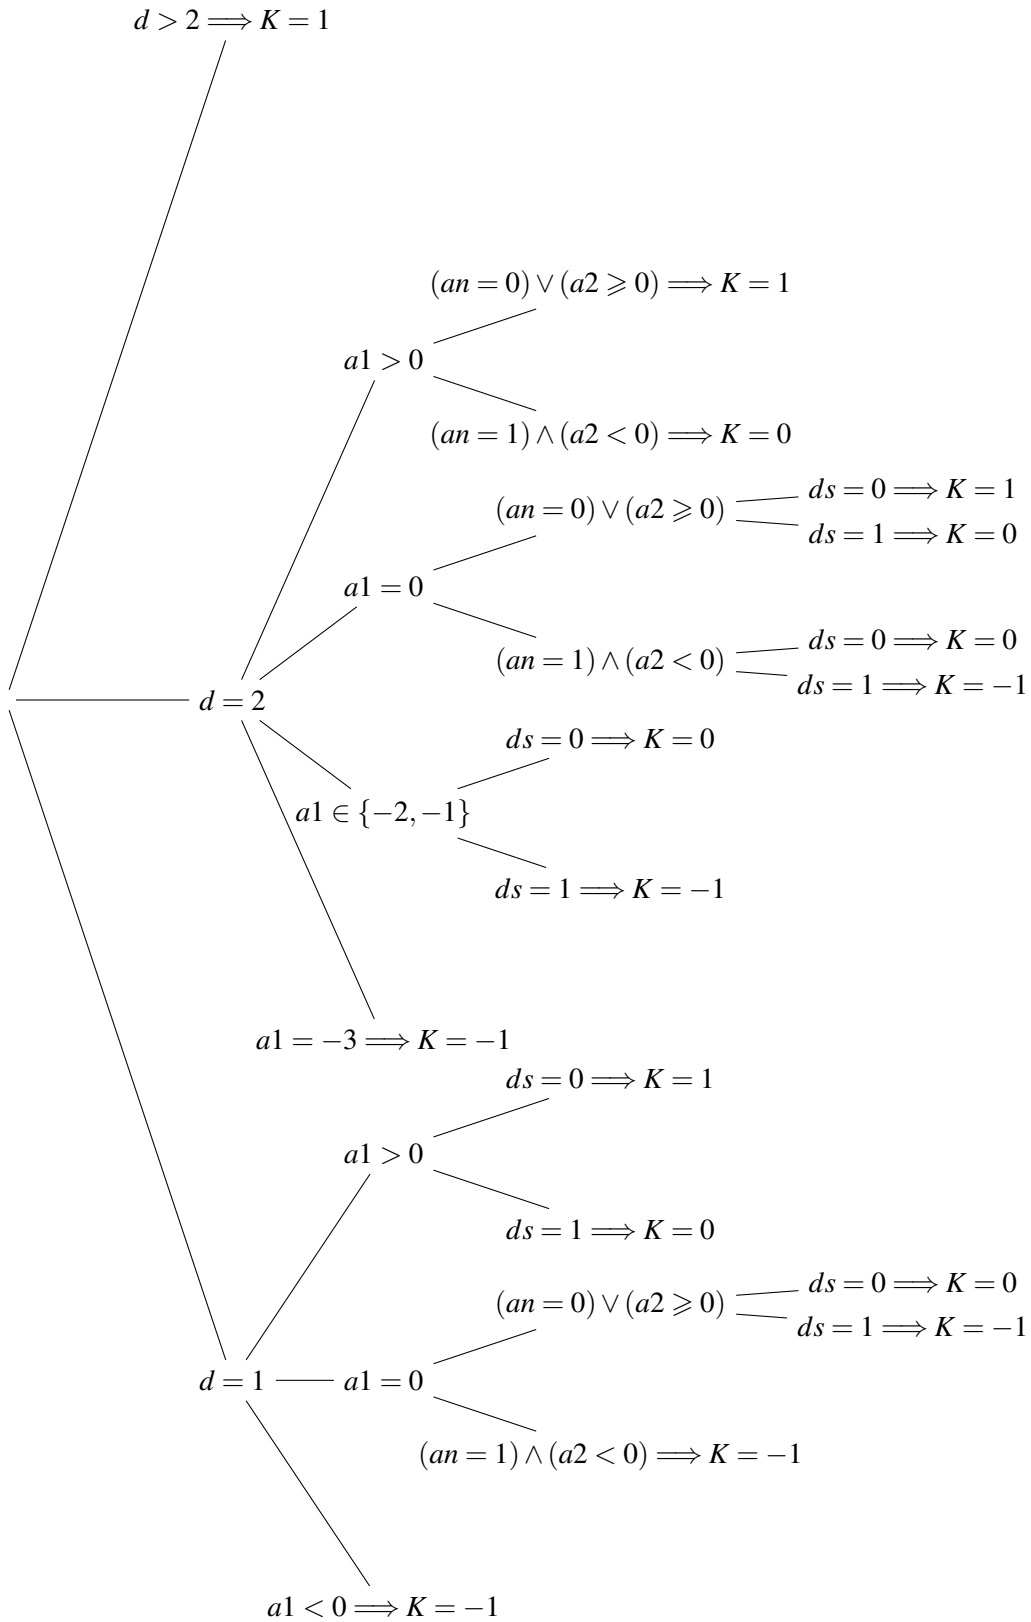 d > 2 ⟹ K = 1
(an = 0) ∨ (a2 ⩾ 0) ⟹ K = 1
a1 > 0
(an = 1) ∧ (a2 < 0) ⟹ K = 0
ds = 0 ⟹ K = 1
(an = 0) ∨ (a2 ⩾ 0)
ds = 1 ⟹ K = 0
a1 = 0
ds = 0 ⟹ K = 0
(an = 1) ∧ (a2 < 0)
ds = 1 ⟹ K = −1
d = 2
ds = 0 ⟹ K = 0
a1 ∈ {−2, −1}
ds = 1 ⟹ K = −1
a1 = −3 ⟹ K = −1
ds = 0 ⟹ K = 1
a1 > 0
ds = 1 ⟹ K = 0
ds = 0 ⟹ K = 0
(an = 0) ∨ (a2 ⩾ 0)
ds = 1 ⟹ K = −1
d = 1
a1 = 0
(an = 1) ∧ (a2 < 0) ⟹ K = −1
a1 < 0 ⟹ K = −1